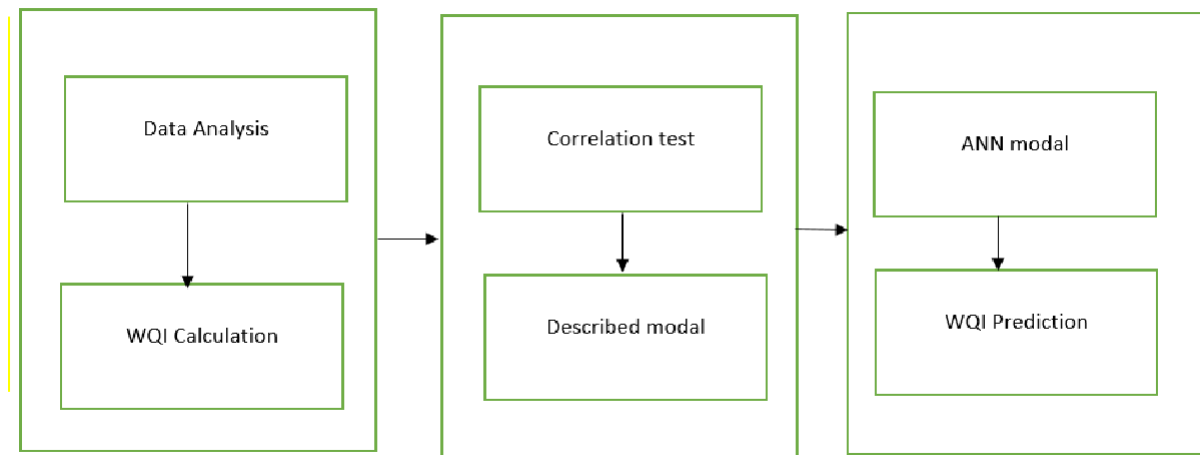 Data Analysis
WQI Calculation
Correlation test
Described modal
ANN modal
WQI Prediction